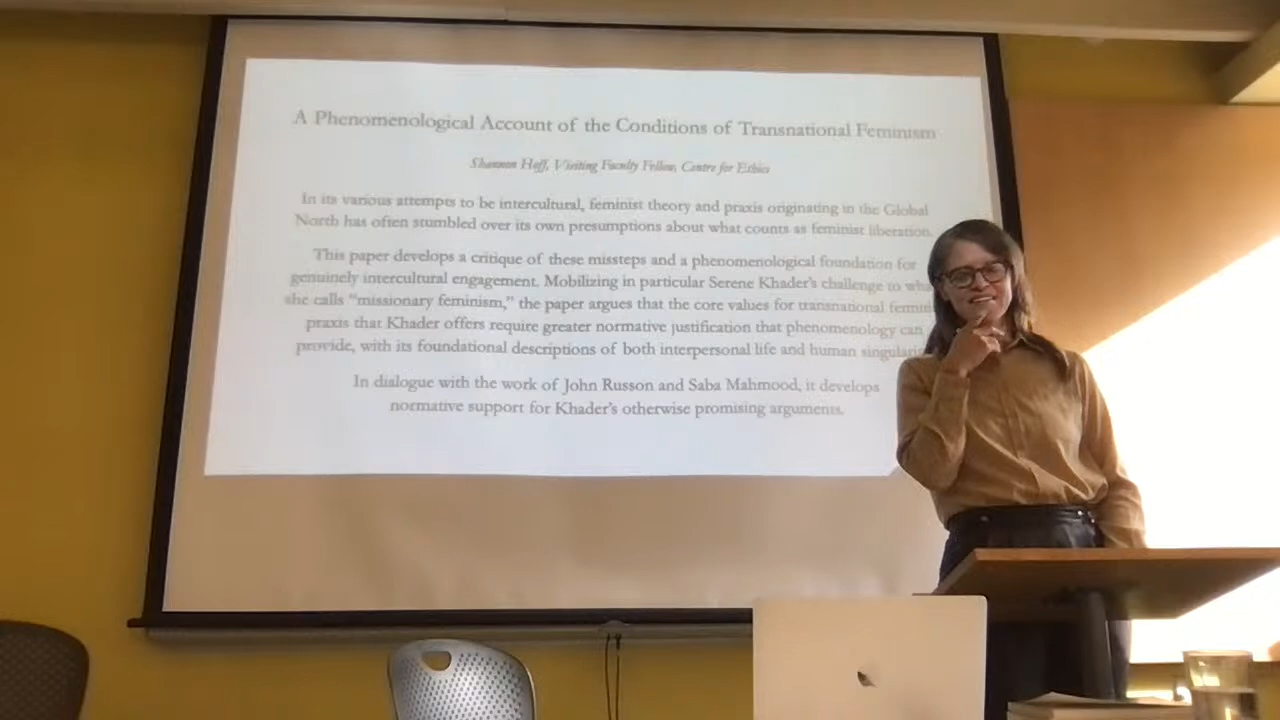 A Phenomenological Account of the Conditions of Transnational Feminism
Shannon Hoff, Visiting Faculty Fellow, Centre for Ethics
In its various attempts to be intercultural, feminist theory and praxis originating in the Global
North has often stumbled over its own presumptions about what counts as feminist liberation.
This paper develops a critique of these missteps and a phenomenological foundation for
genuinely intercultural engagement. Mobilizing in particular Serene Khader's challenge to
she calls "missionary feminism," the paper argues that the core values for transnational
praxis that Khader offers require greater normative justification that phenomenology can
provide, with its foundational descriptions of both interpersonal life and human
In dialogue with the work of John Russon and Saba Mahmood, it develops
normative support for Khader's otherwise promising arguments.